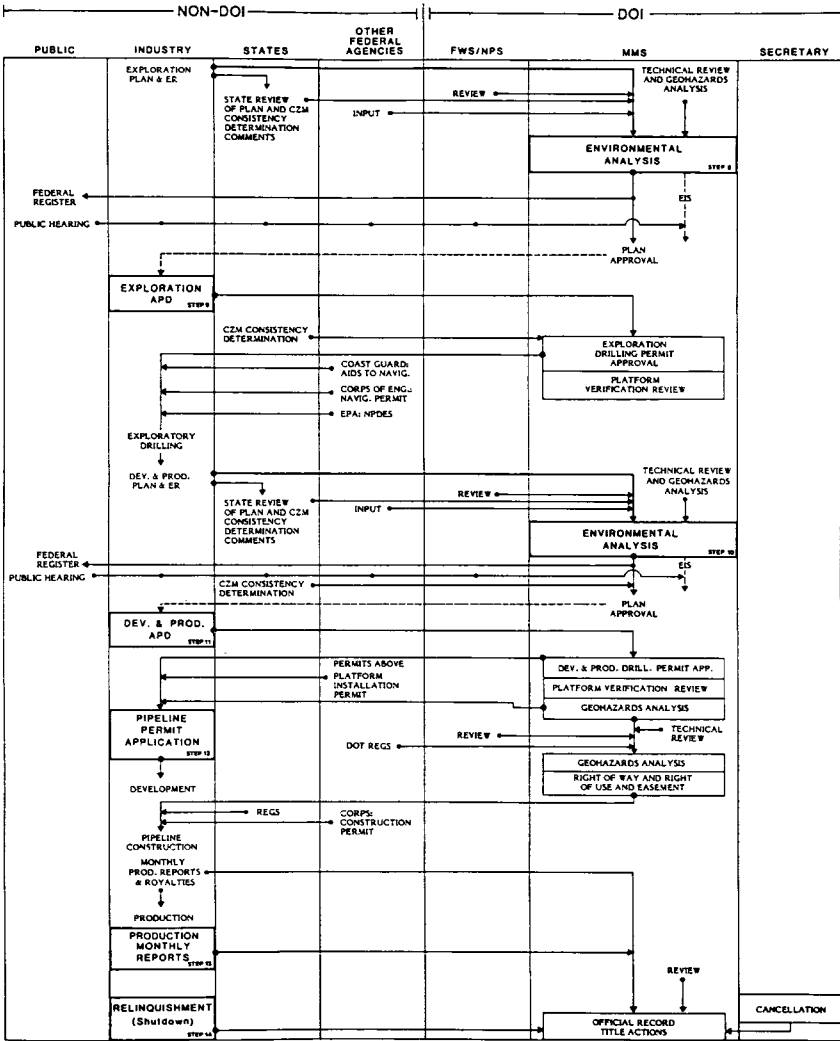 NON-DOI
DOI
PUBLIC
INDUSTRY
STATES
OTHER
FEDERAL
AGENCIES
FWS/NPS
MMS
SECRETARY
EXPLORATION
PLAN & ER
TECHNICAL REVIEW
AND GEOHAZARDS
ANALYSIS
REVIEW
STATE REVIEW
OF PLAN AND CZM
CONSISTENCY
DETERMINATION
COMMENTS
INPUT
ENVIRONMENTAL
ANALYSIS
FEDERAL
REGISTER
EIS
PUBLIC HEARING
PLAN
APPROVAL
EXPLORATION
APD
STEP 9
CZM CONSISTENCY
DETERMINATION
EXPLORATION
DRILLING PERMIT
APPROVAL
PLATFORM
VERIFICATION REVIEW
COAST GUARD:
AIDS TO NAVIG.
CORPS OF ENG.:
NAVIG. PERMIT
EPA: NPDES
EXPLORATORY
DRILLING
DEV. & PROD.
PLAN & ER
TECHNICAL REVIEW
AND GEOHAZARDS
ANALYSIS
REVIEW
STATE REVIEW
OF PLAN AND CZM
CONSISTENCY
DETERMINATION
COMMENTS
INPUT
ENVIRONMENTAL
ANALYSIS
STEP 10
FEDERAL
REGISTER
EIS
PUBLIC HEARING
CZM CONSISTENCY
DETERMINATION
PLAN
APPROVAL
DEV. & PROD.
APD
STEP 11
PERMITS ABOVE
PLATFORM
INSTALLATION
PERMIT
DEV. & PROD. DRILL. PERMIT APP.
PLATFORM VERIFICATION REVIEW
GEOHAZARDS ANALYSIS
PIPELINE
PERMIT
APPLICATION
STEP 12
REVIEW
TECHNICAL
REVIEW
DOT REGS
GEOHAZARDS ANALYSIS
RIGHT OF WAY AND RIGHT
OF USE AND EASEMENT
DEVELOPMENT
REGS
CORPS:
CONSTRUCTION
PERMIT
PIPELINE
CONSTRUCTION
MONTHLY
PROD. REPORTS
& ROYALTIES
PRODUCTION
PRODUCTION
MONTHLY
REPORTS
STEP 13
REVIEW
RELINQUISHMENT
(Shutdown)
STEP 14
OFFICIAL RECORD
TITLE ACTIONS
CANCELLATION